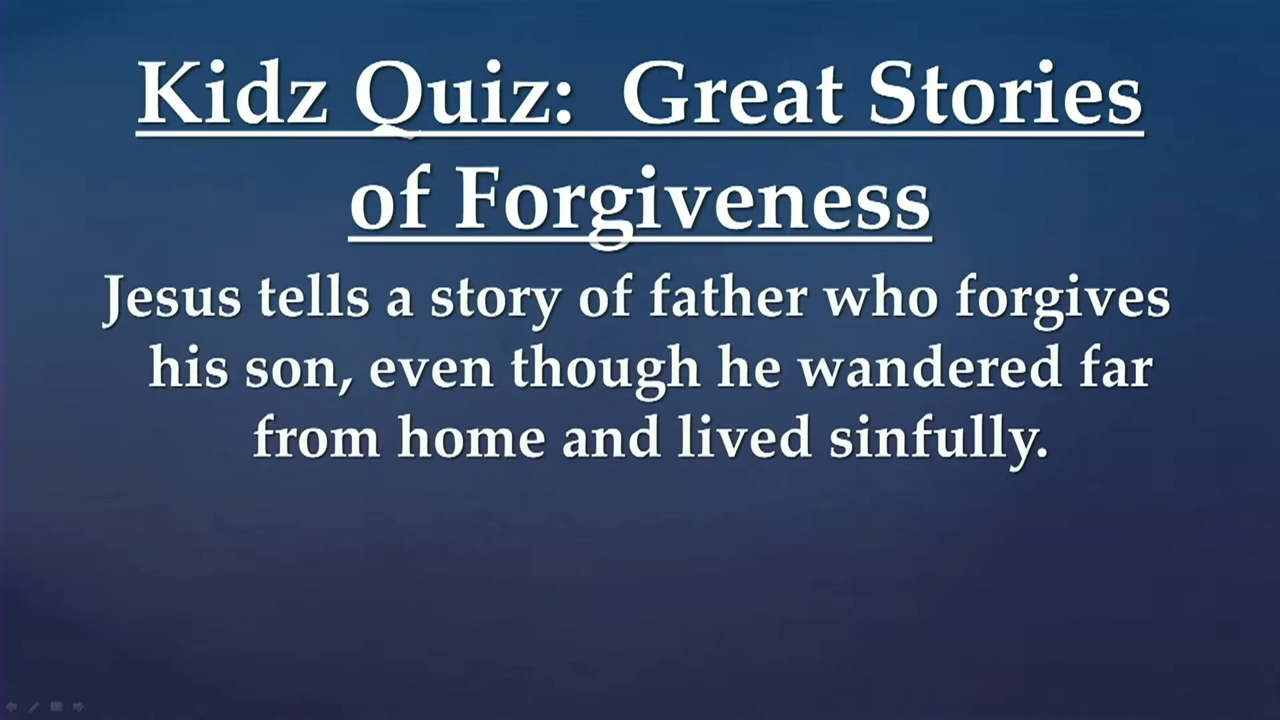 Kidz Quiz: Great Stories
of Forgiveness
Jesus tells a story of father who forgives
his son, even though he wandered far
from home and lived sinfully.